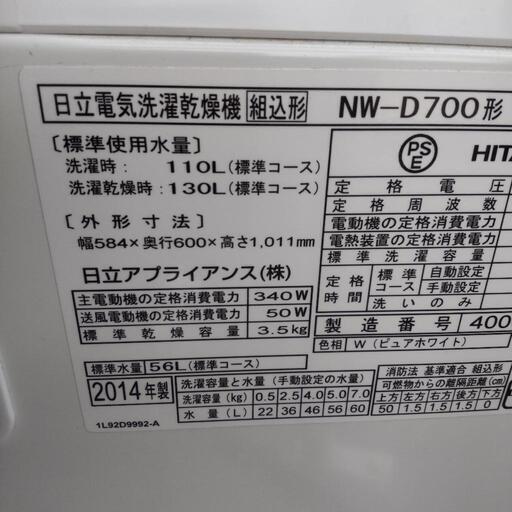 日立電気洗濯乾燥機 組込形 NW-D700形
〔標準使用水量〕
洗濯時： 110L(標準コース)
洗濯乾燥時：130L(標準コース)
〔外形寸法〕
幅584×奥行600×高さ1,011mm
日立アプライアンス(株)
主電動機の定格消費電力 340W
送風電動機の定格消費電力 50W
標準乾燥容量 3.5kg
PSE HITA
定格電圧
定格
電動機の定格消費電力
電熱装置の定格消費電力
標準洗濯容量
定格時間 標準コース 自動設定
手動設定
洗いのみ
製造番号 400
色相 W (ピュアホワイト)
標準水量56L(標準コース)
2014年製
洗濯容量と水量 (手動設定の水量)
洗濯容量(kg) 0.5 2.5 4.0 5.0 7.0
水量(L) 22 36 46 56 60
消防法 基準適合 組込形
可燃物からの離隔距離(cm)
上方 左方 右方 前方 後方 下方
50 1.5 1.5
1L92D9992-A